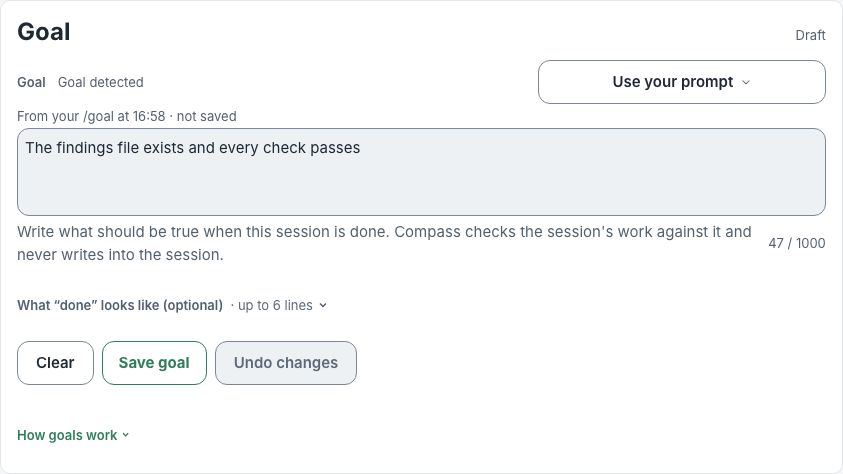 Goal
Draft
Goal Goal detected
Use your prompt
From your /goal at 16:58 · not saved
The findings file exists and every check passes
Write what should be true when this session is done. Compass checks the session's work against it and
never writes into the session.
47 / 1000
What “done” looks like (optional) · up to 6 lines
Clear
Save goal
Undo changes
How goals work